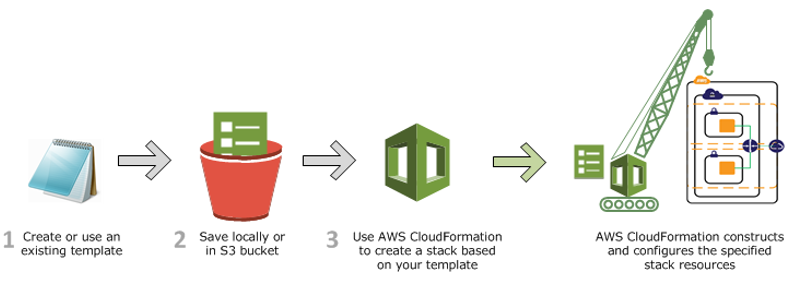 1 Create or use an
existing template
2 Save locally or
in S3 bucket
3 Use AWS CloudFormation
to create a stack based
on your template
AWS CloudFormation constructs
and configures the specified
stack resources